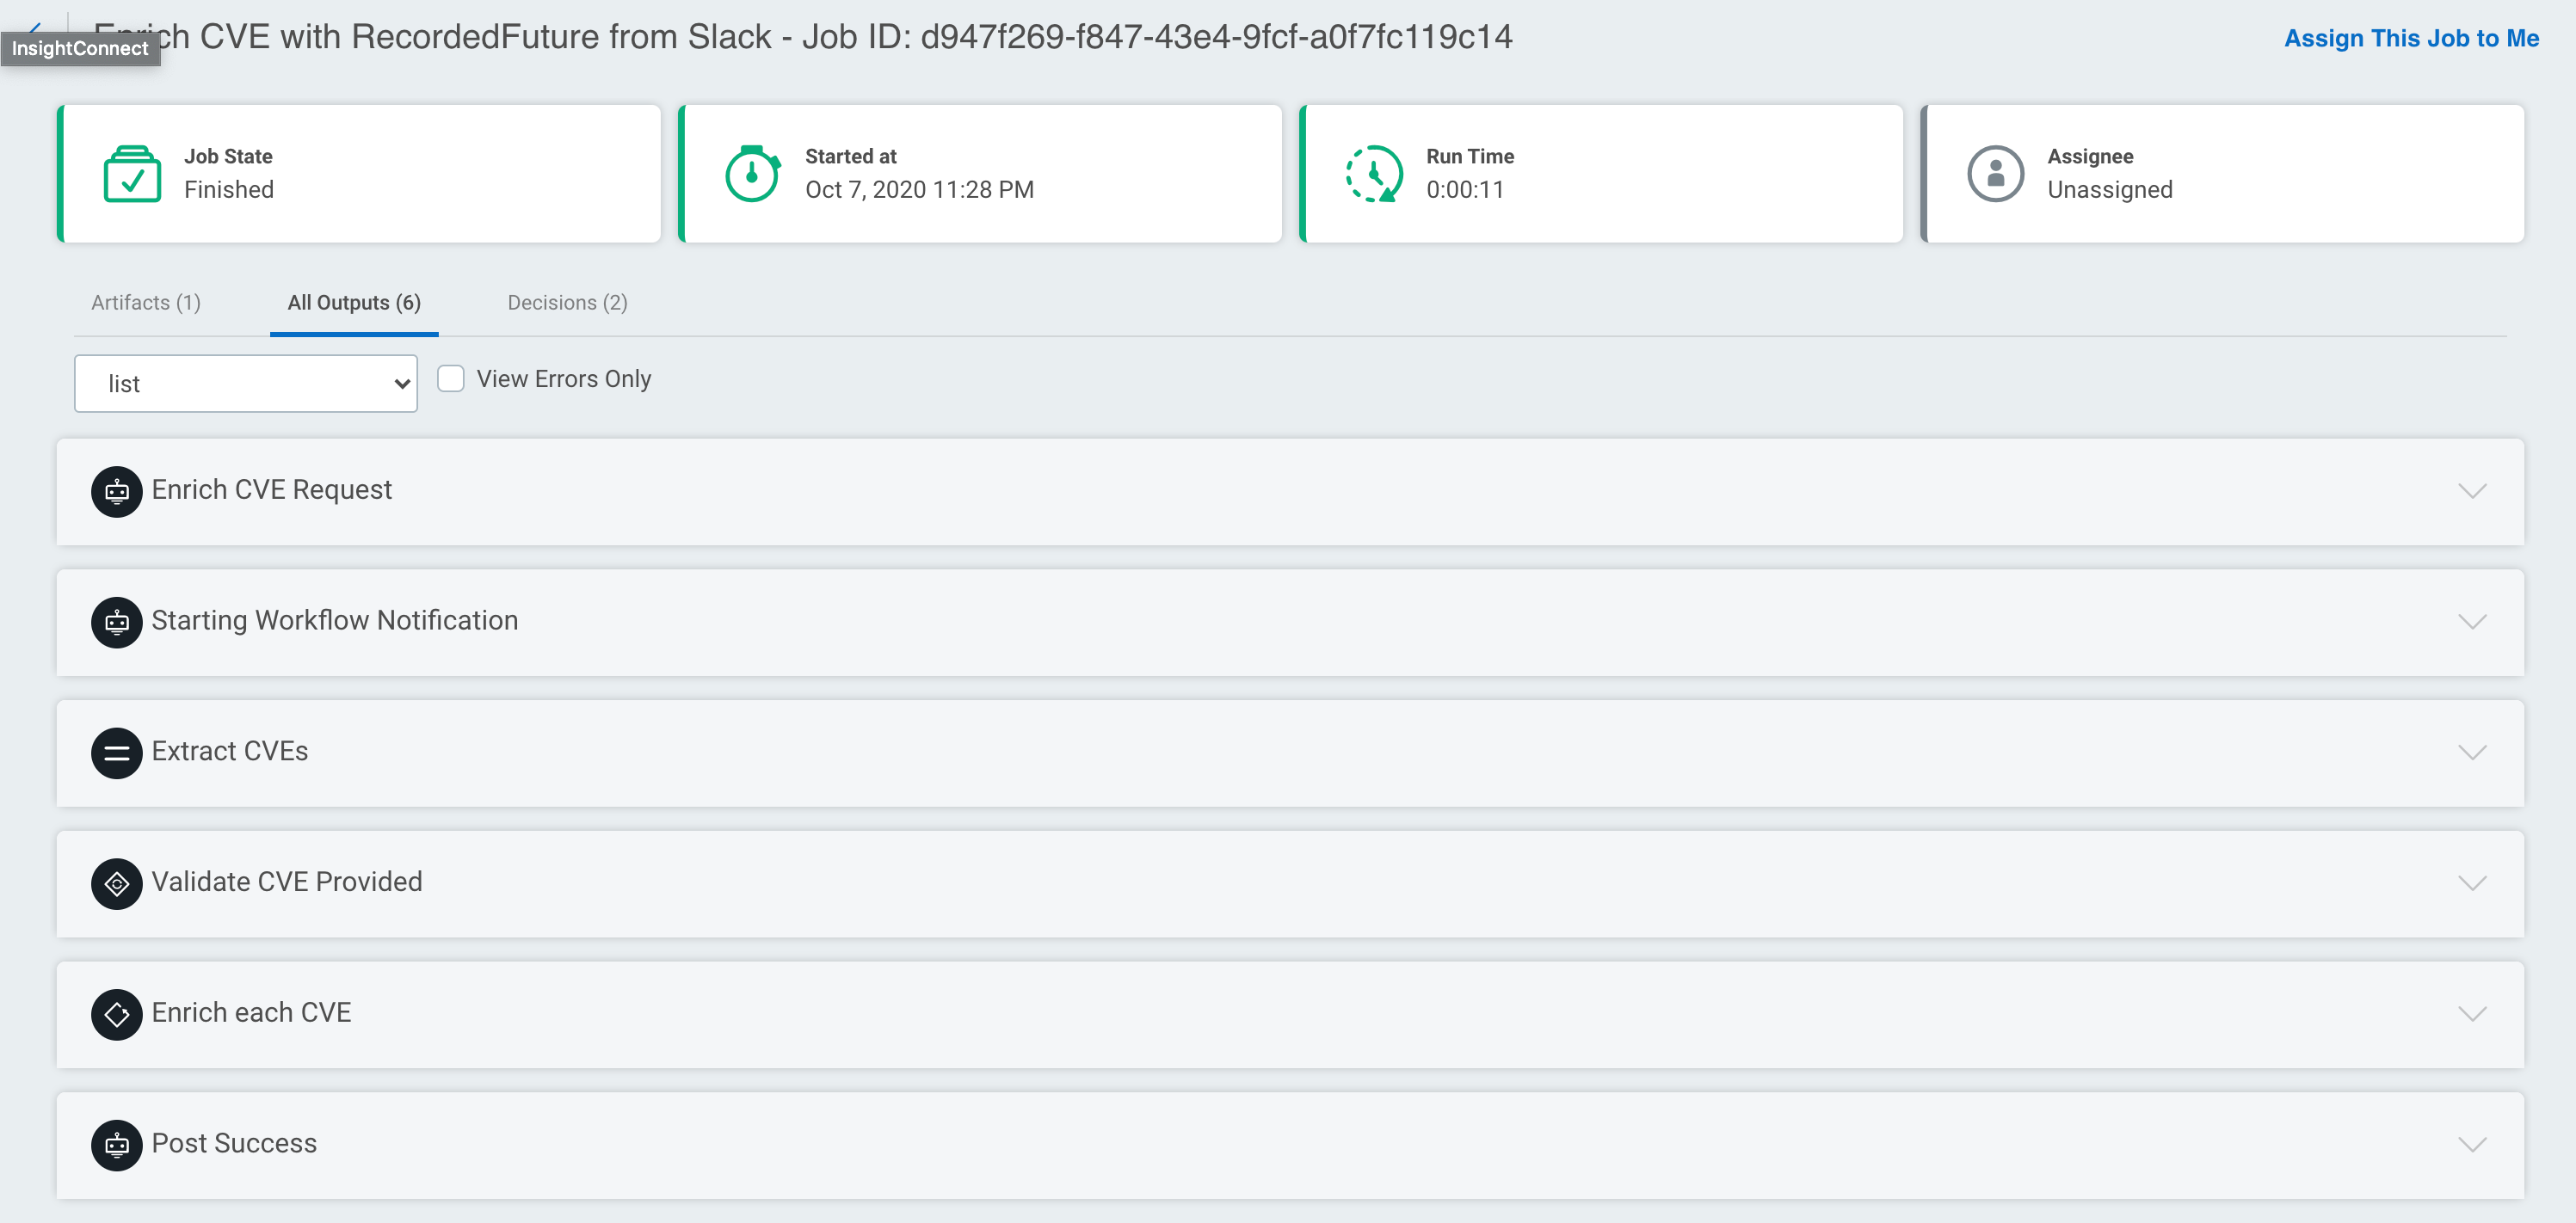 InsightConnect
Enrich CVE with RecordedFuture from Slack - Job ID: d947f269-f847-43e4-9fcf-a0f7fc119c14
Assign This Job to Me
Job State
Finished
Started at
Oct 7, 2020 11:28 PM
Run Time
0:00:11
Assignee
Unassigned
Artifacts (1)
All Outputs (6)
Decisions (2)
list
View Errors Only
Enrich CVE Request
Starting Workflow Notification
Extract CVEs
Validate CVE Provided
Enrich each CVE
Post Success